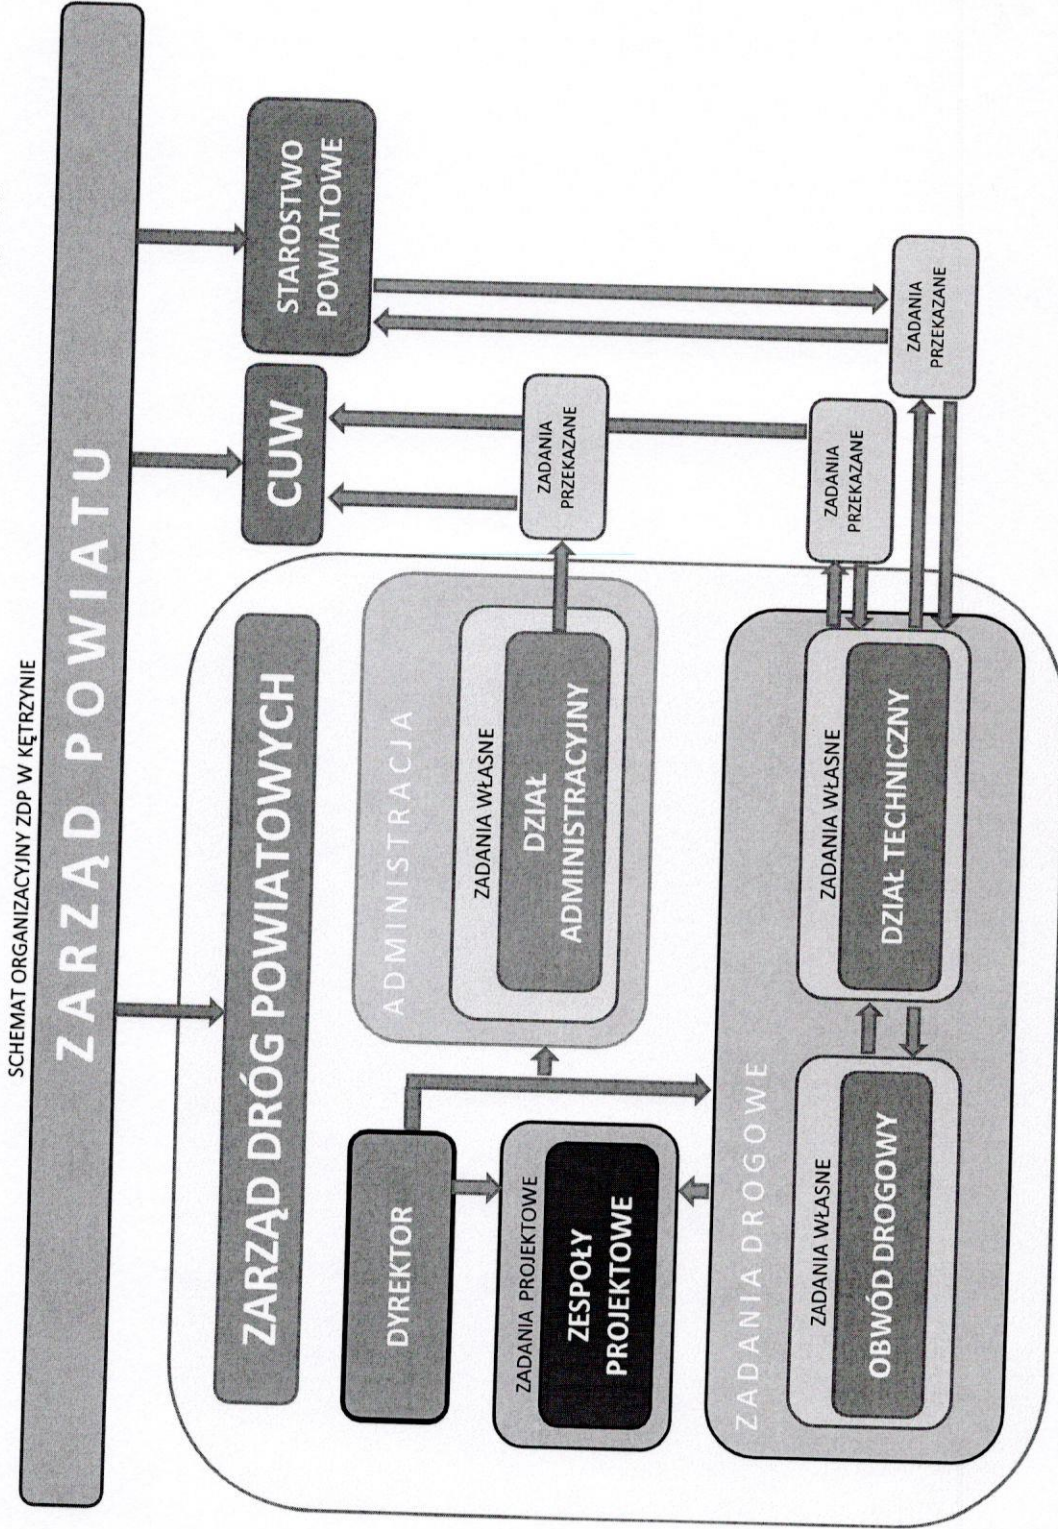 SCHEMAT ORGANIZACYJNY ZDP W KĘTRZYNIE
ZARZĄD POWIATU
ZARZĄD DRÓG POWIATOWYCH
CUW
STAROSTWO
POWIATOWE
DYREKTOR
ADMINISTRACJA
ZADANIA WŁASNE
DZIAŁ
ADMINISTRACYJNY
ZADANIA
PRZEKAZANE
ZADANIA PROJEKTOWE
ZESPOŁY
PROJEKTOWE
ZADANIA DROGOWE
ZADANIA WŁASNE
OBWÓD DROGOWY
ZADANIA WŁASNE
DZIAŁ TECHNICZNY
ZADANIA
PRZEKAZANE
ZADANIA
PRZEKAZANE